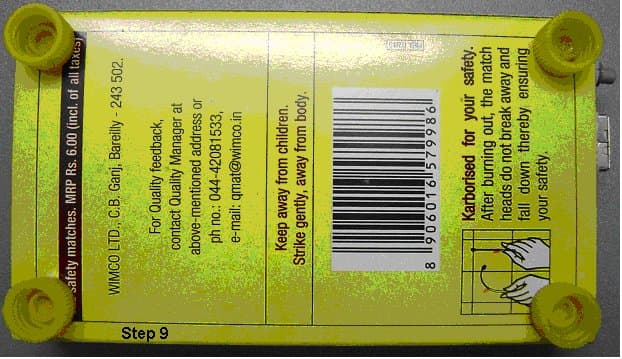 safety matches. MRP Rs. 6.00 (incl. of all taxes)
WIMCO LTD., C.B. Ganj, Bareilly - 243 502.
For Quality feedback,
contact Quality Manager at
above-mentioned address or
ph no.: 044-42081533,
e-mail: qmat@wimco.in
Keep away from children.
Strike gently, away from body.
8 906016 579986
Karborised for your safety.
After burning out, the match
heads do not break away and
fall down thereby ensuring
your safety.
Step 9